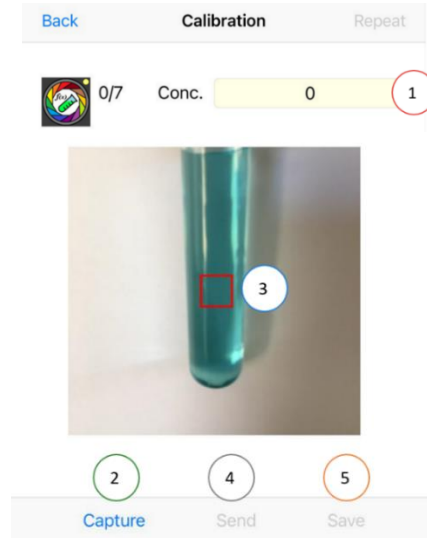 Back Calibration Repeat
0/7 Conc. 0 1
3
2 4 5
Capture Send Save